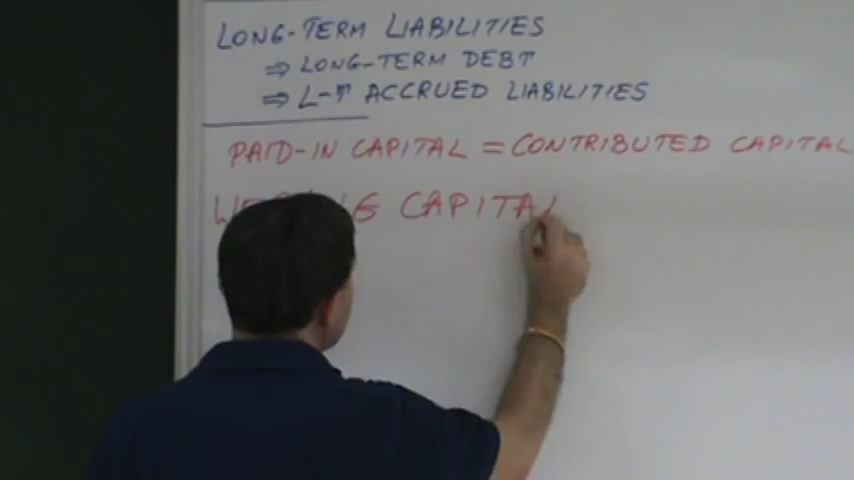 LONG-TERM LIABILITIES
⇒ LONG-TERM DEBT
⇒ L-T ACCRUED LIABILITIES
PAID-IN CAPITAL = CONTRIBUTED CAPITAL
CAPITAL